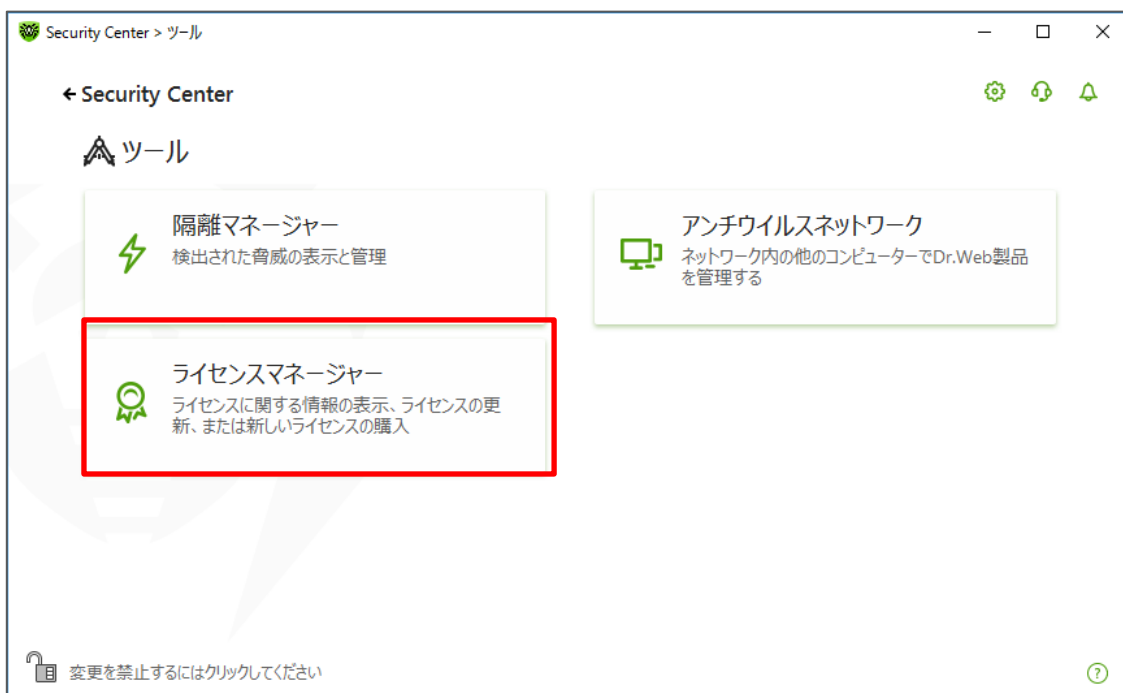 Security Center > ツール
Security Center
ツール
隔離マネージャー
検出された脅威の表示と管理
アンチウイルスネットワーク
ネットワーク内の他のコンピューターでDr.Web製品
を管理する
ライセンスマネージャー
ライセンスに関する情報の表示、ライセンスの更
新、または新しいライセンスの購入
変更を禁止するにはクリックしてください
?